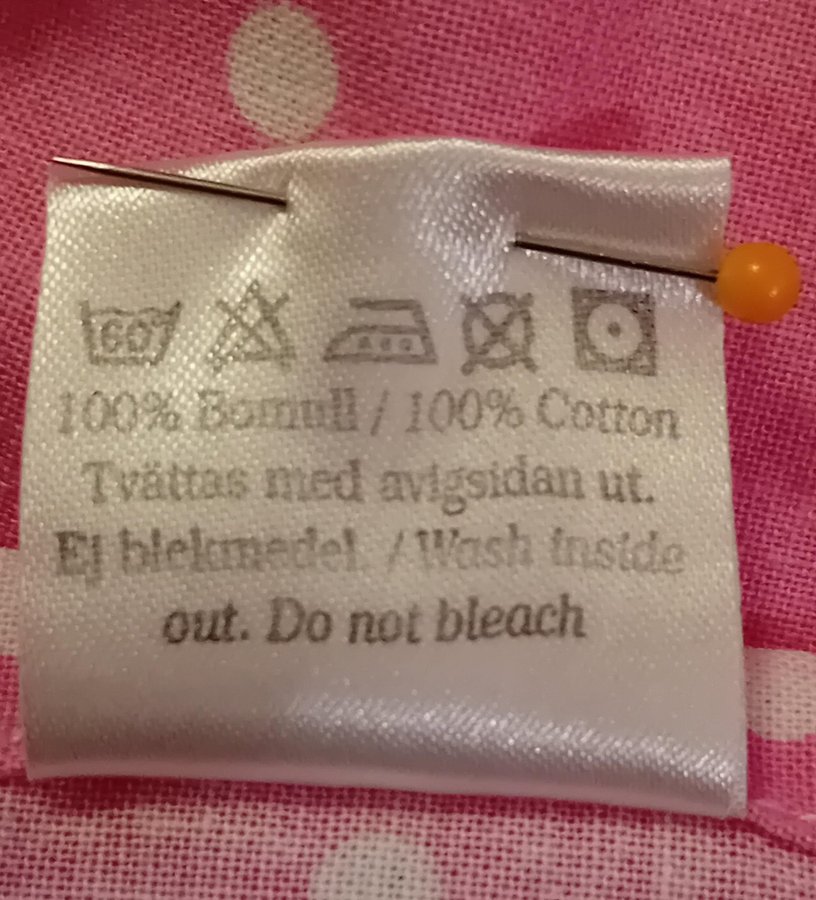 60
100% Bomull / 100% Cotton
Tvättas med avigsidan ut.
Ej blekmedel. / Wash inside
out. Do not bleach